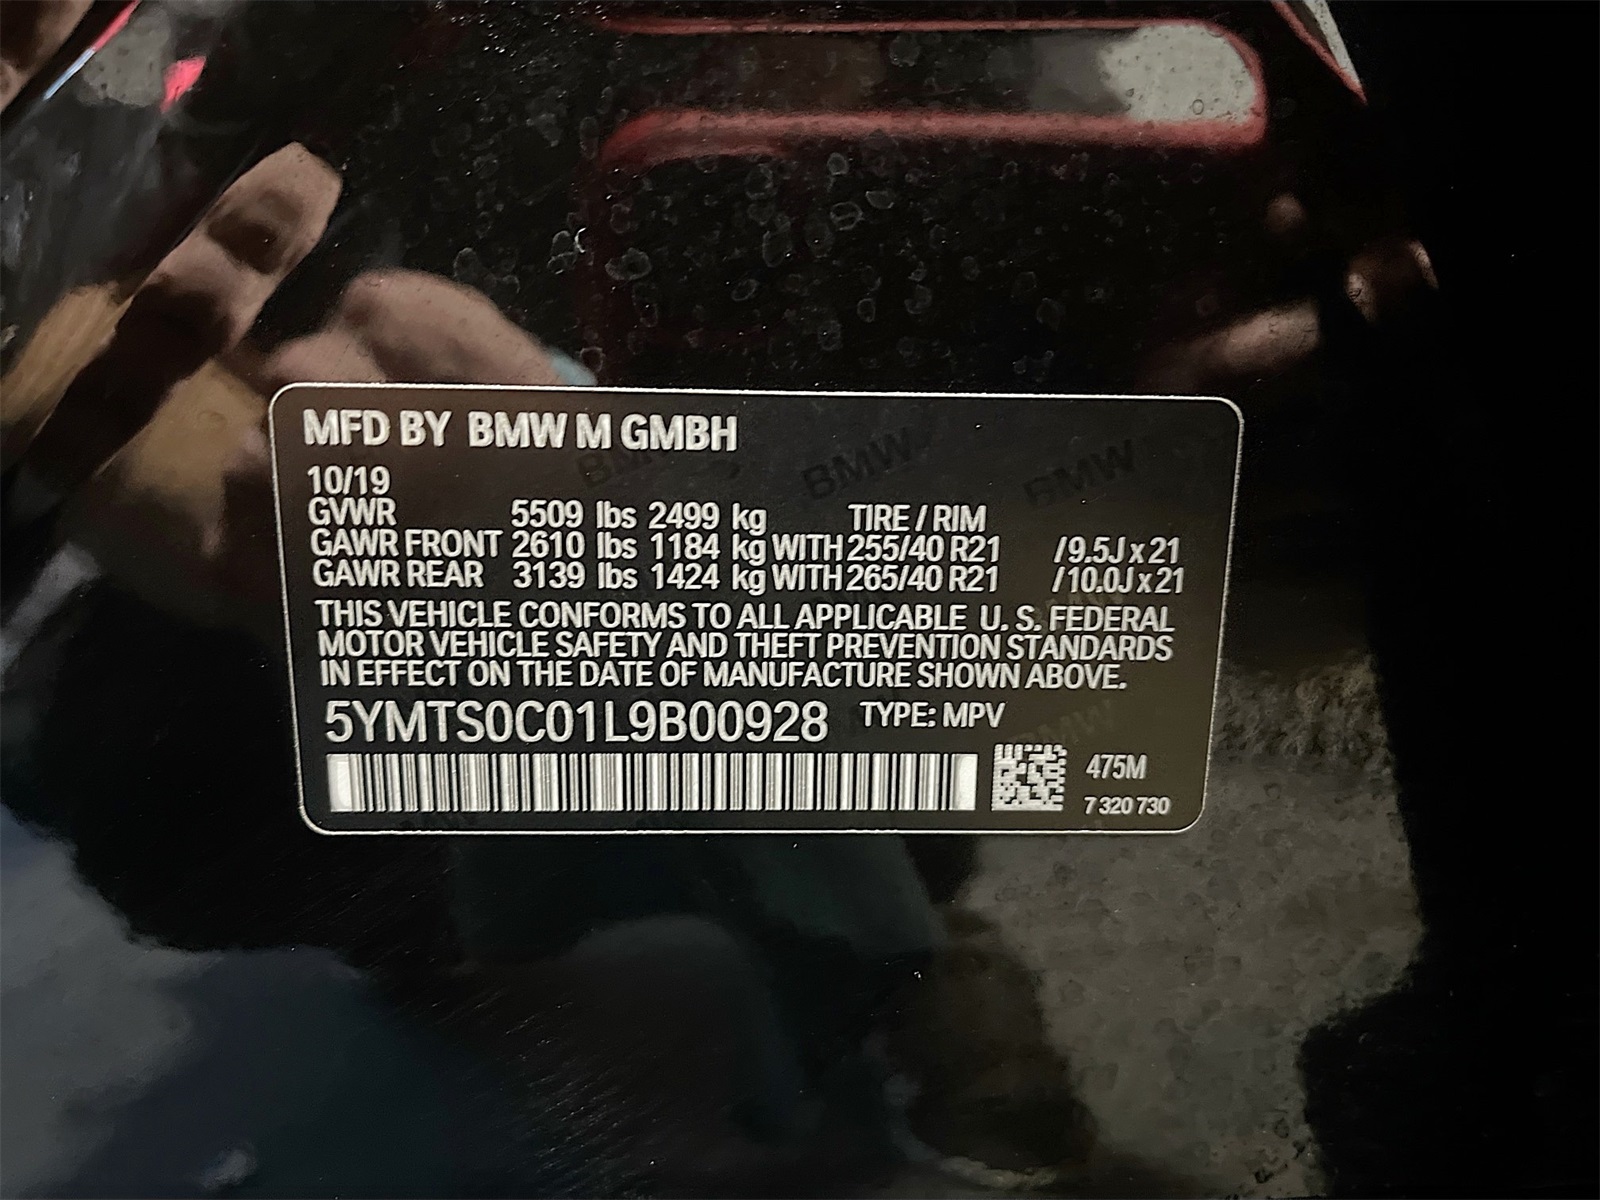 MFD BY BMW M GMBH
10/19
GVWR 5509 lbs 2499 kg TIRE / RIM
GAWR FRONT 2610 lbs 1184 kg WITH 255/40 R21 /9.5J x 21
GAWR REAR 3139 lbs 1424 kg WITH 265/40 R21 /10.0J x 21
THIS VEHICLE CONFORMS TO ALL APPLICABLE U. S. FEDERAL
MOTOR VEHICLE SAFETY AND THEFT PREVENTION STANDARDS
IN EFFECT ON THE DATE OF MANUFACTURE SHOWN ABOVE.
5YMTS0C01L9B00928 TYPE: MPV
475M
7 320 730